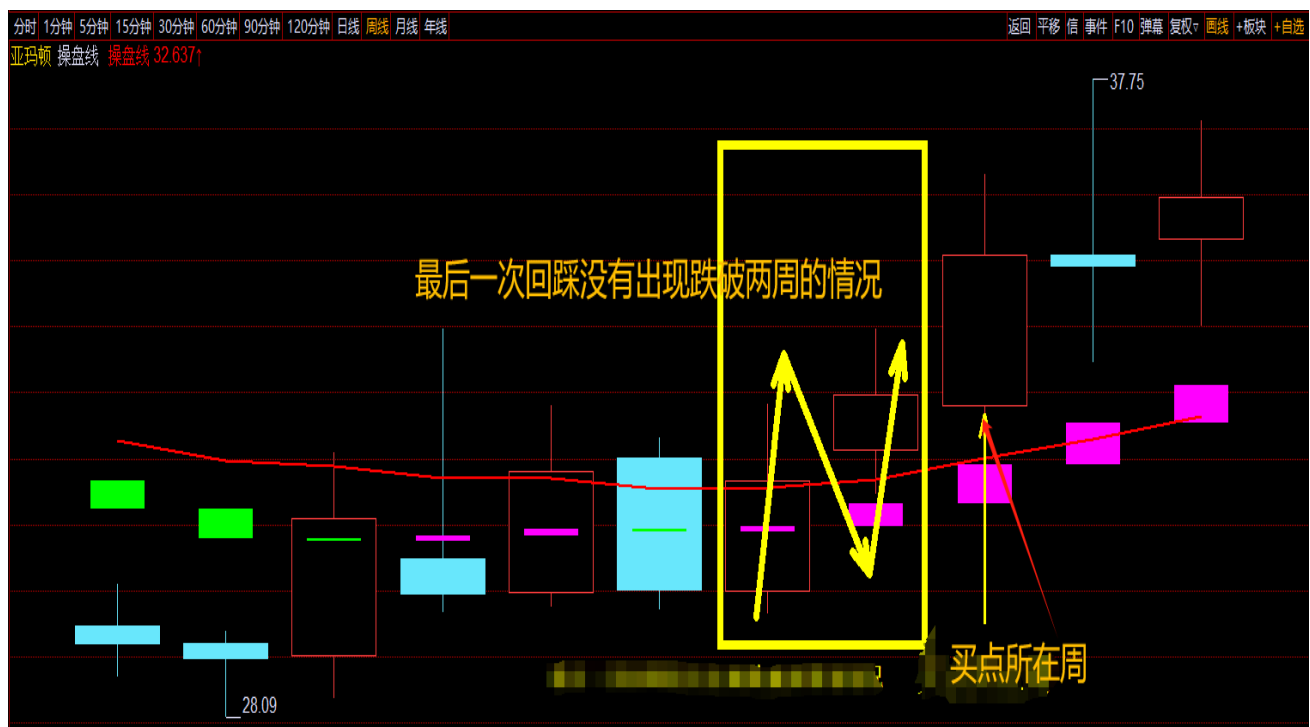 分时 1分钟 5分钟 15分钟 30分钟 60分钟 90分钟 120分钟 日线 周线 月线 年线 返回 平移 信 事件 F10 弹幕 复权▿ 画线 +板块 +自选
亚玛顿 操盘线 操盘线 32.637↑
37.75
最后一次回踩没有出现跌破两周的情况
买点所在周
28.09